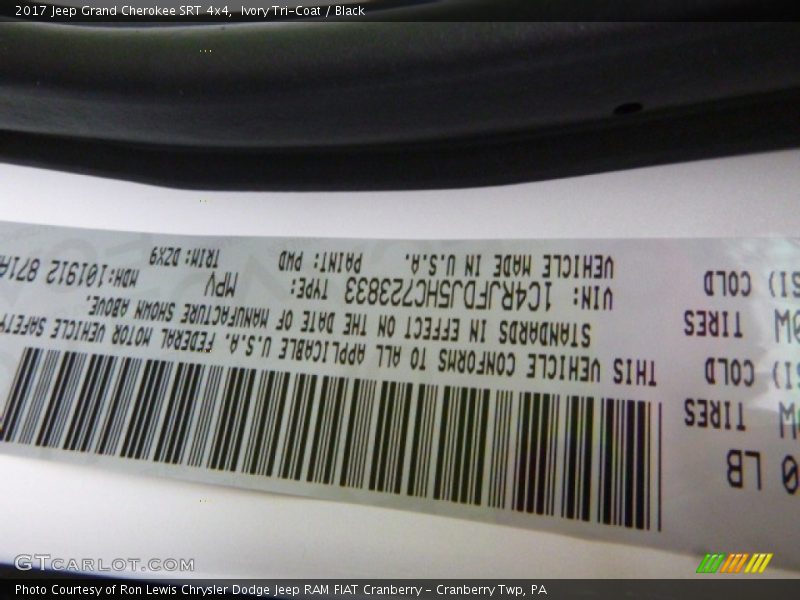 2017 Jeep Grand Cherokee SRT 4x4, Ivory Tri-Coat / Black
0 LB
TIRES
SI) COLD
TIRES
SI) COLD
THIS VEHICLE CONFORMS TO ALL APPLICABLE U.S.A. FEDERAL MOTOR VEHICLE SAFETY
STANDARDS IN EFFECT ON THE DATE OF MANUFACTURE SHOWN ABOVE.
VIN: 1C4RJFDJ5HC723833 TYPE: MPV MDH:101912 871A
VEHICLE MADE IN U.S.A. PAINT: PWD TRIM: DZX9
GTCARLOT.COM
Photo Courtesy of Ron Lewis Chrysler Dodge Jeep RAM FIAT Cranberry - Cranberry Twp, PA